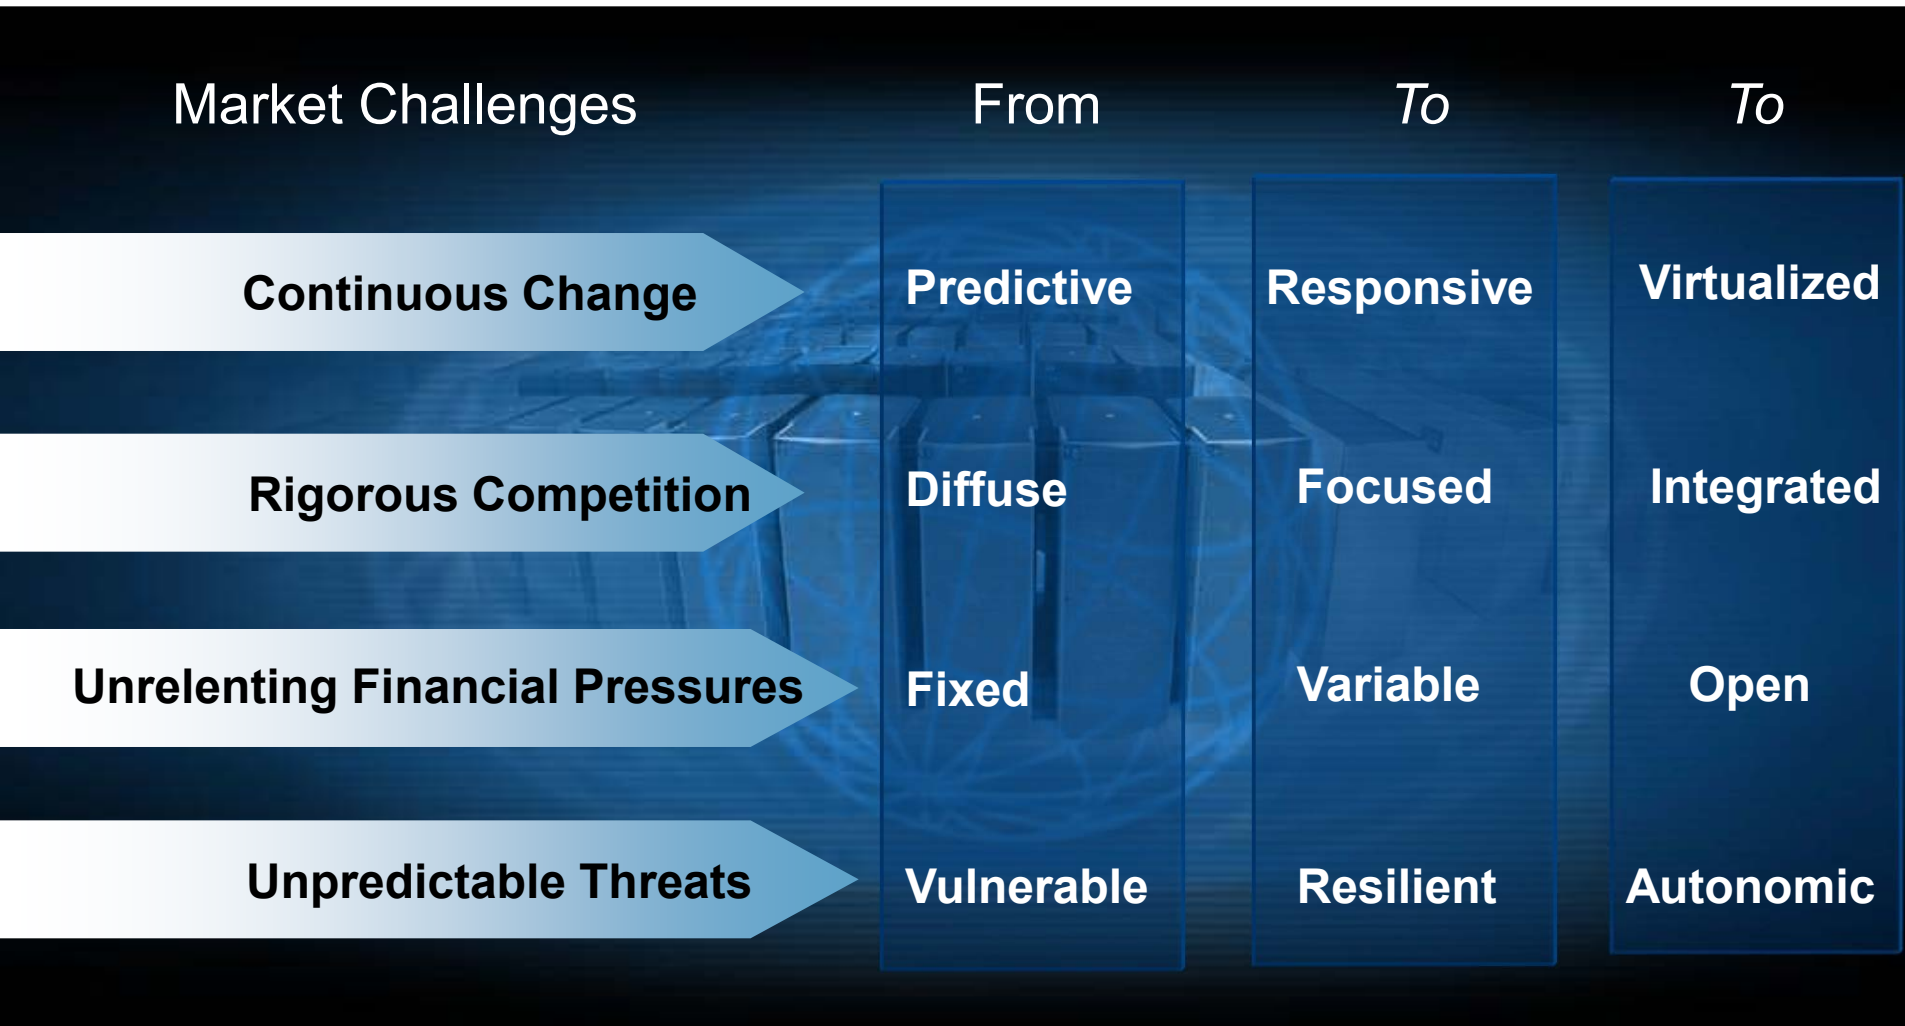 Market Challenges From To To
Continuous Change Predictive Responsive Virtualized
Rigorous Competition Diffuse Focused Integrated
Unrelenting Financial Pressures Fixed Variable Open
Unpredictable Threats Vulnerable Resilient Autonomic